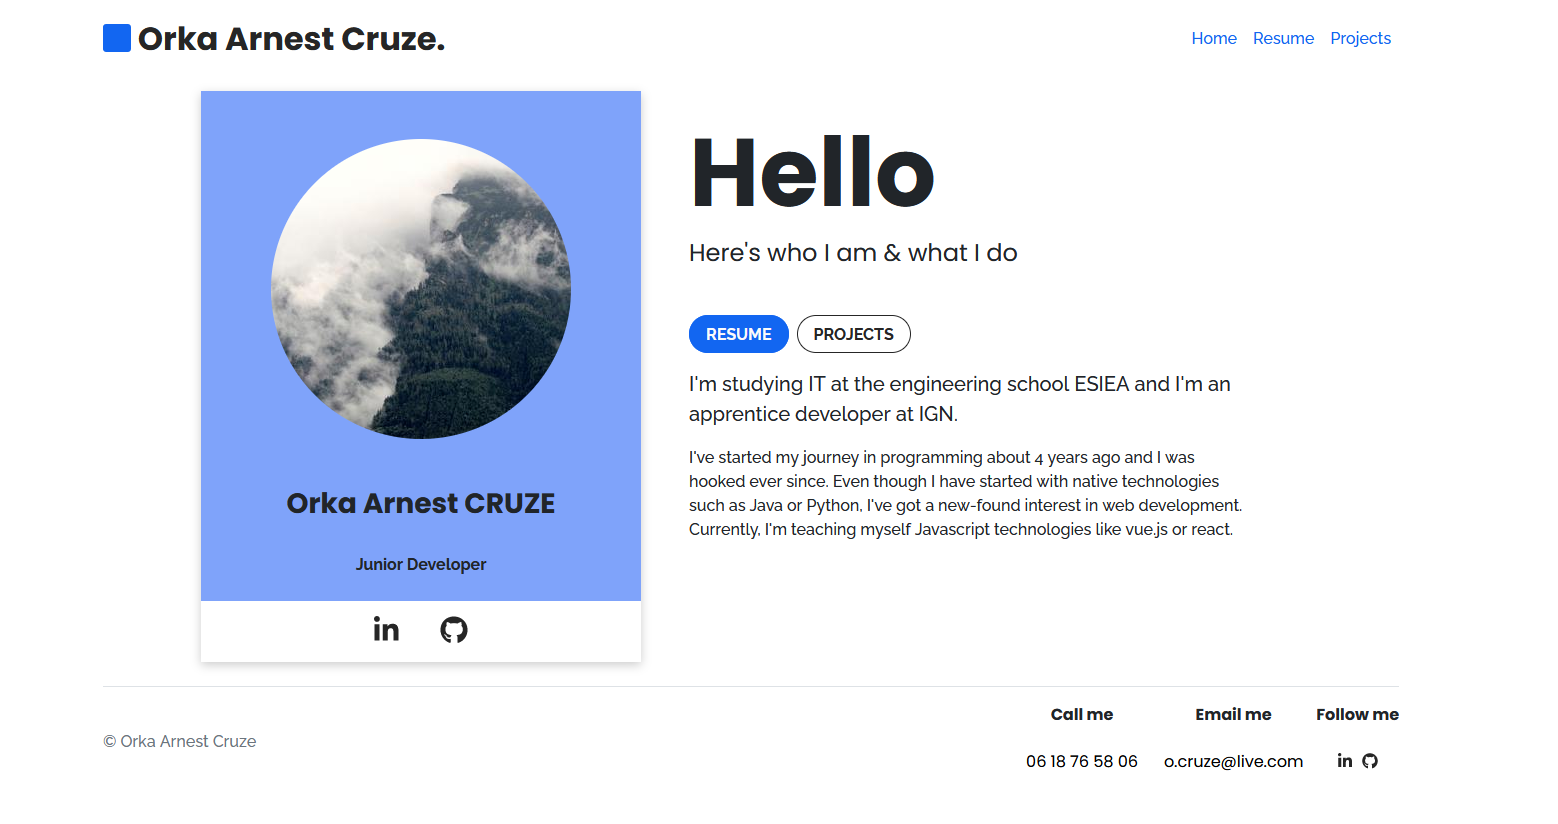 Orka Arnest Cruze.
Home Resume Projects
Orka Arnest CRUZE
Junior Developer
Hello
Here's who I am & what I do
RESUME PROJECTS
I'm studying IT at the engineering school ESIEA and I'm an
apprentice developer at IGN.
I've started my journey in programming about 4 years ago and I was
hooked ever since. Even though I have started with native technologies
such as Java or Python, I've got a new-found interest in web development.
Currently, I'm teaching myself Javascript technologies like vue.js or react.
© Orka Arnest Cruze
Call me
06 18 76 58 06
Email me
o.cruze@live.com
Follow me